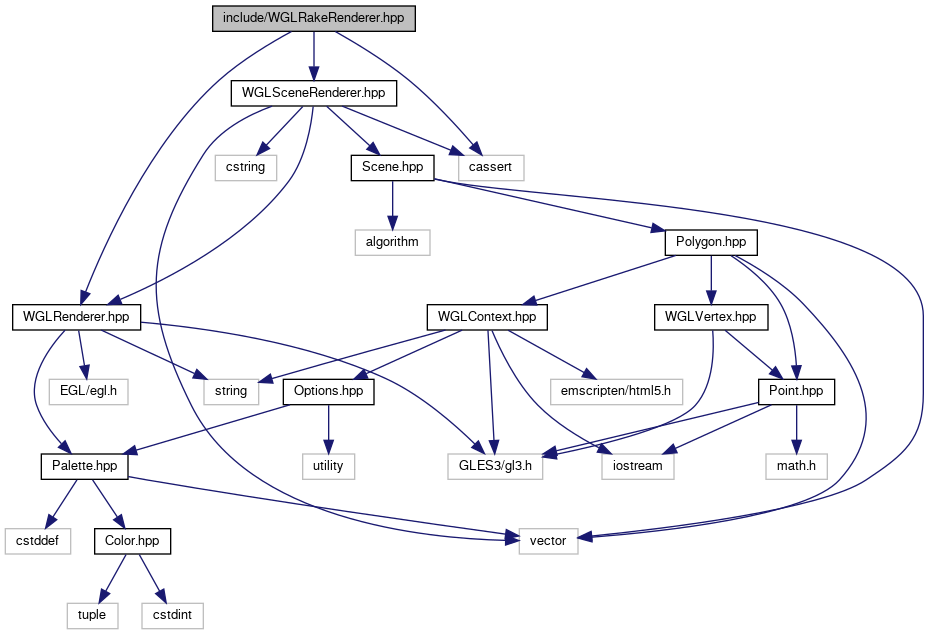 include/WGLRakeRenderer.hpp
WGLSceneRenderer.hpp
cstring
Scene.hpp
cassert
algorithm
Polygon.hpp
WGLRenderer.hpp
WGLContext.hpp
WGLVertex.hpp
EGL/egl.h
string
Options.hpp
emscripten/html5.h
Point.hpp
Palette.hpp
utility
GLES3/gl3.h
iostream
math.h
cstddef
Color.hpp
vector
tuple
cstdint